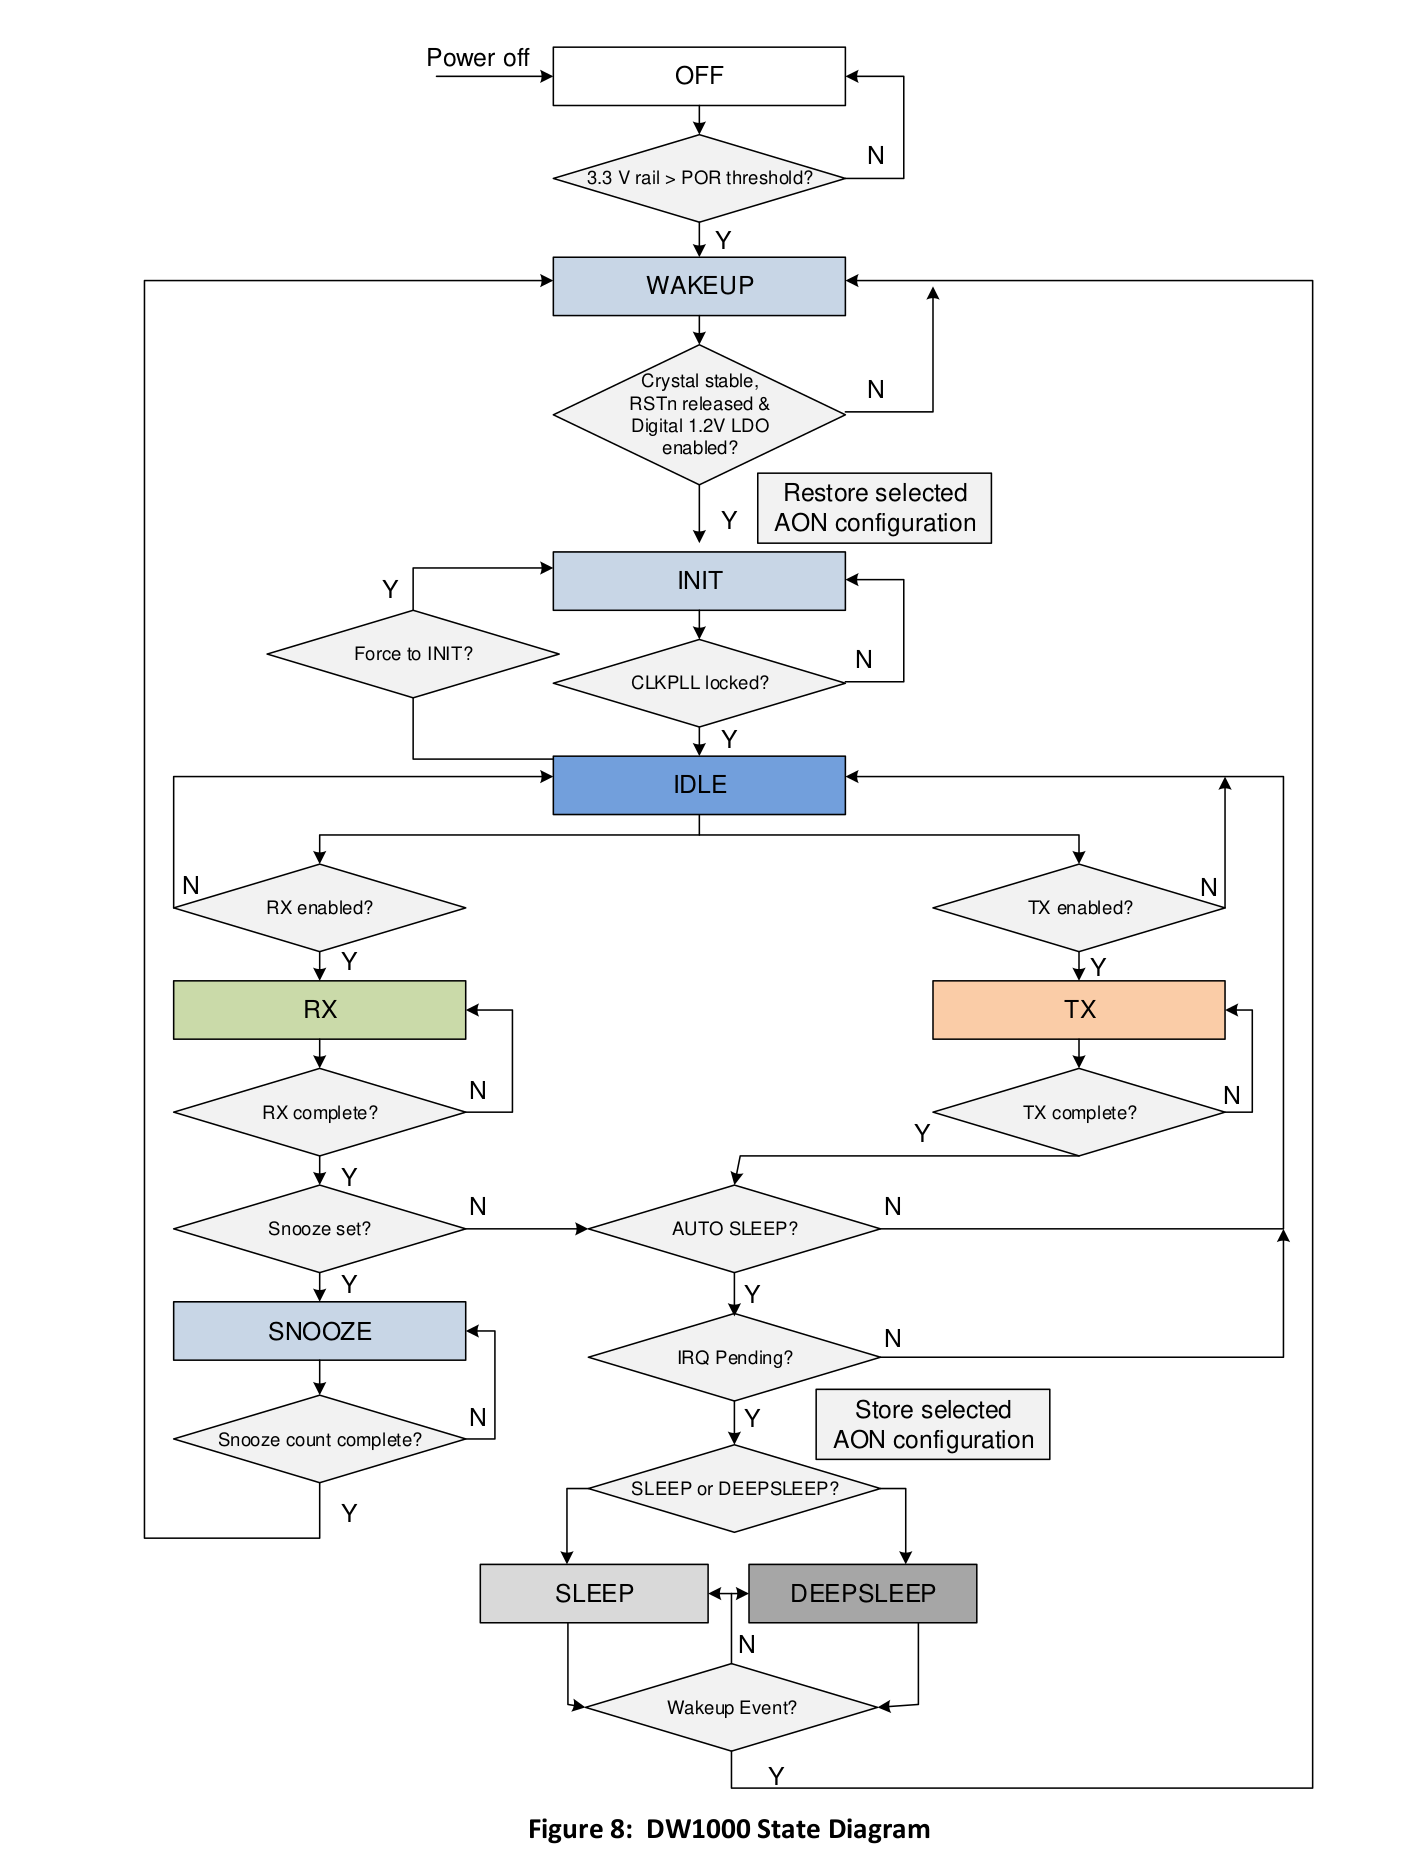 Power off
OFF
N
3.3 V rail > POR threshold?
Y
WAKEUP
Crystal stable,
RSTn released &
Digital 1.2V LDO
enabled?
N
Restore selected
AON configuration
Y
INIT
Y
Force to INIT?
CLKPLL locked?
N
Y
IDLE
N
RX enabled?
TX enabled?
N
Y
Y
RX
TX
RX complete?
N
TX complete?
N
Y
Y
Snooze set?
N
AUTO SLEEP?
N
Y
Y
SNOOZE
IRQ Pending?
N
Snooze count complete?
N
Y
Store selected
AON configuration
SLEEP or DEEPSLEEP?
Y
SLEEP
DEEPSLEEP
N
Wakeup Event?
Y
Figure 8: DW1000 State Diagram